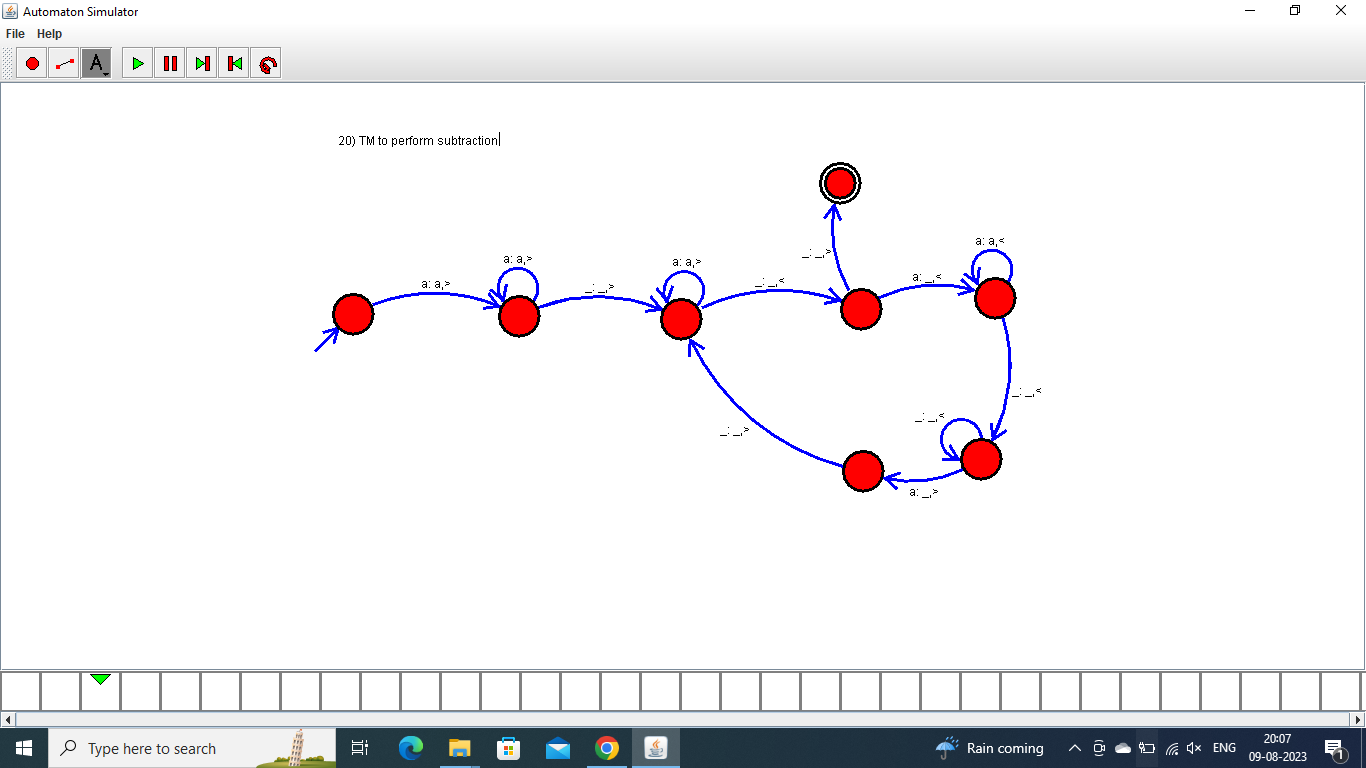 Automaton Simulator
File Help
A
20) TM to perform subtraction
a: a,>
a: a,>
_: _,>
a: a,>
_: _,<
_: _,>
a: _,<
a: a,<
_: _,<
_: _,<
a: _,>
_: _,>
Type here to search
Rain coming
ENG
20:07
09-08-2023
1